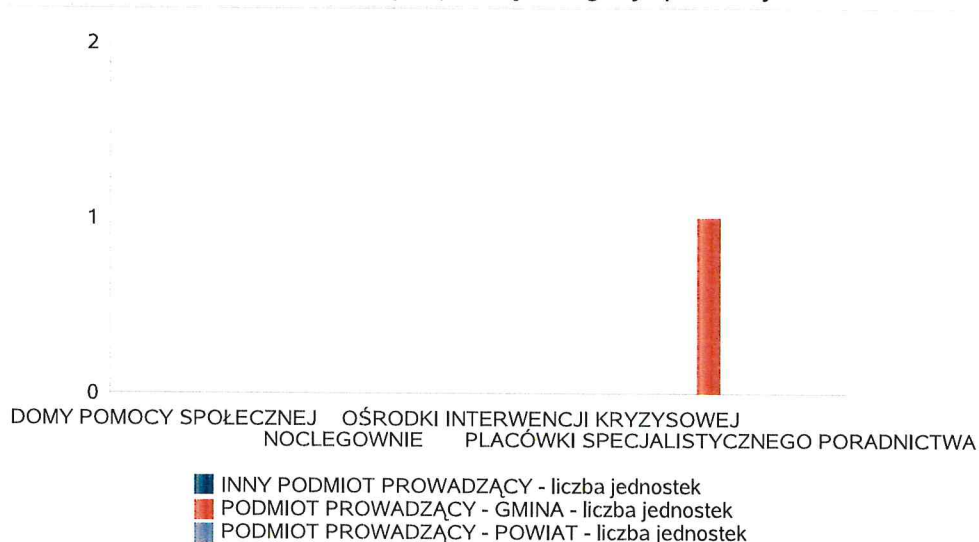 2
1
0
DOMY POMOCY SPOŁECZNEJ OŚRODKI INTERWENCJI KRYZYSOWEJ
NOCLEGOWNIE PLACÓWKI SPECJALISTYCZNEGO PORADNICTWA
INNY PODMIOT PROWADZĄCY - liczba jednostek
PODMIOT PROWADZĄCY - GMINA - liczba jednostek
PODMIOT PROWADZĄCY - POWIAT - liczba jednostek